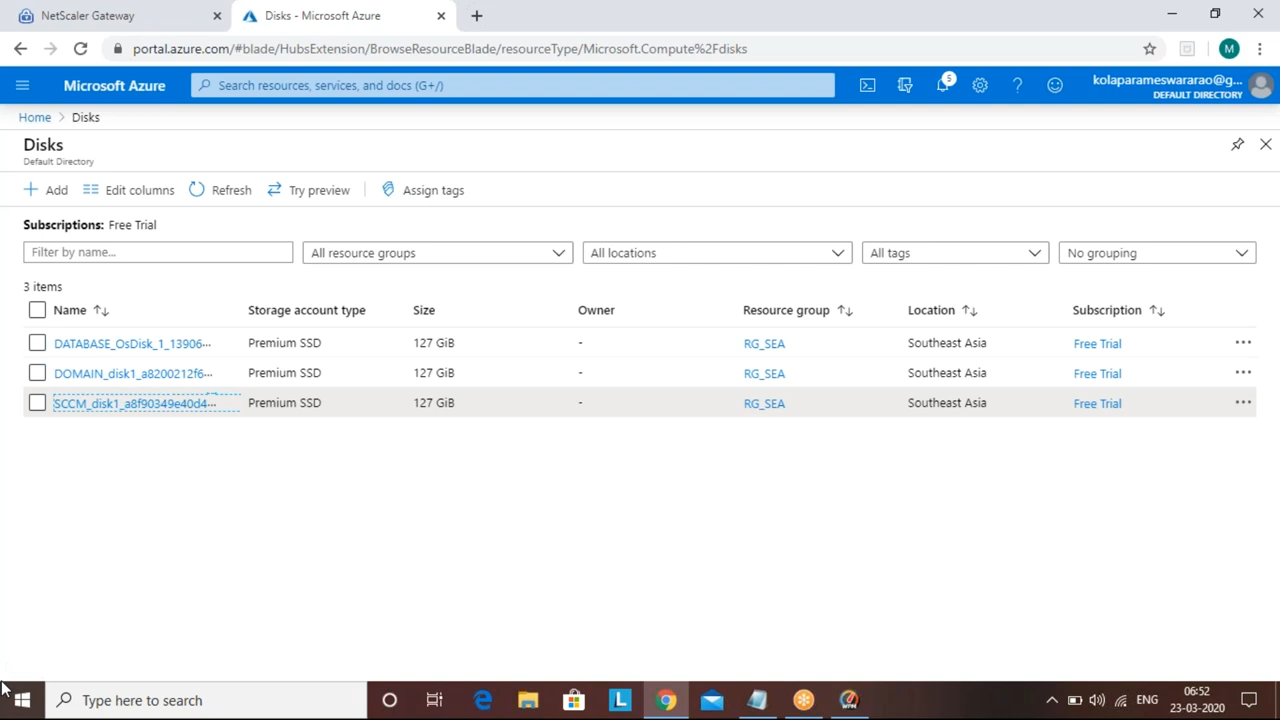 NetScaler Gateway
Disks - Microsoft Azure
portal.azure.com/#blade/HubsExtension/BrowseResourceBlade/resourceType/Microsoft.Compute%2Fdisks
M
Microsoft Azure
Search resources, services, and docs (G+/)
5
kolaparameswararao@g...
DEFAULT DIRECTORY
Home > Disks
Disks
Default Directory
Add Edit columns Refresh Try preview Assign tags
Subscriptions: Free Trial
Filter by name... All resource groups All locations All tags No grouping
3 items
Name Storage account type Size Owner Resource group Location Subscription
DATABASE_OsDisk_1_13906... Premium SSD 127 GiB - RG_SEA Southeast Asia Free Trial ...
DOMAIN_disk1_a8200212f6... Premium SSD 127 GiB - RG_SEA Southeast Asia Free Trial ...
SCCM_disk1_a8f90349e40d4... Premium SSD 127 GiB - RG_SEA Southeast Asia Free Trial ...
Type here to search
L
ENG
06:52
23-03-2020